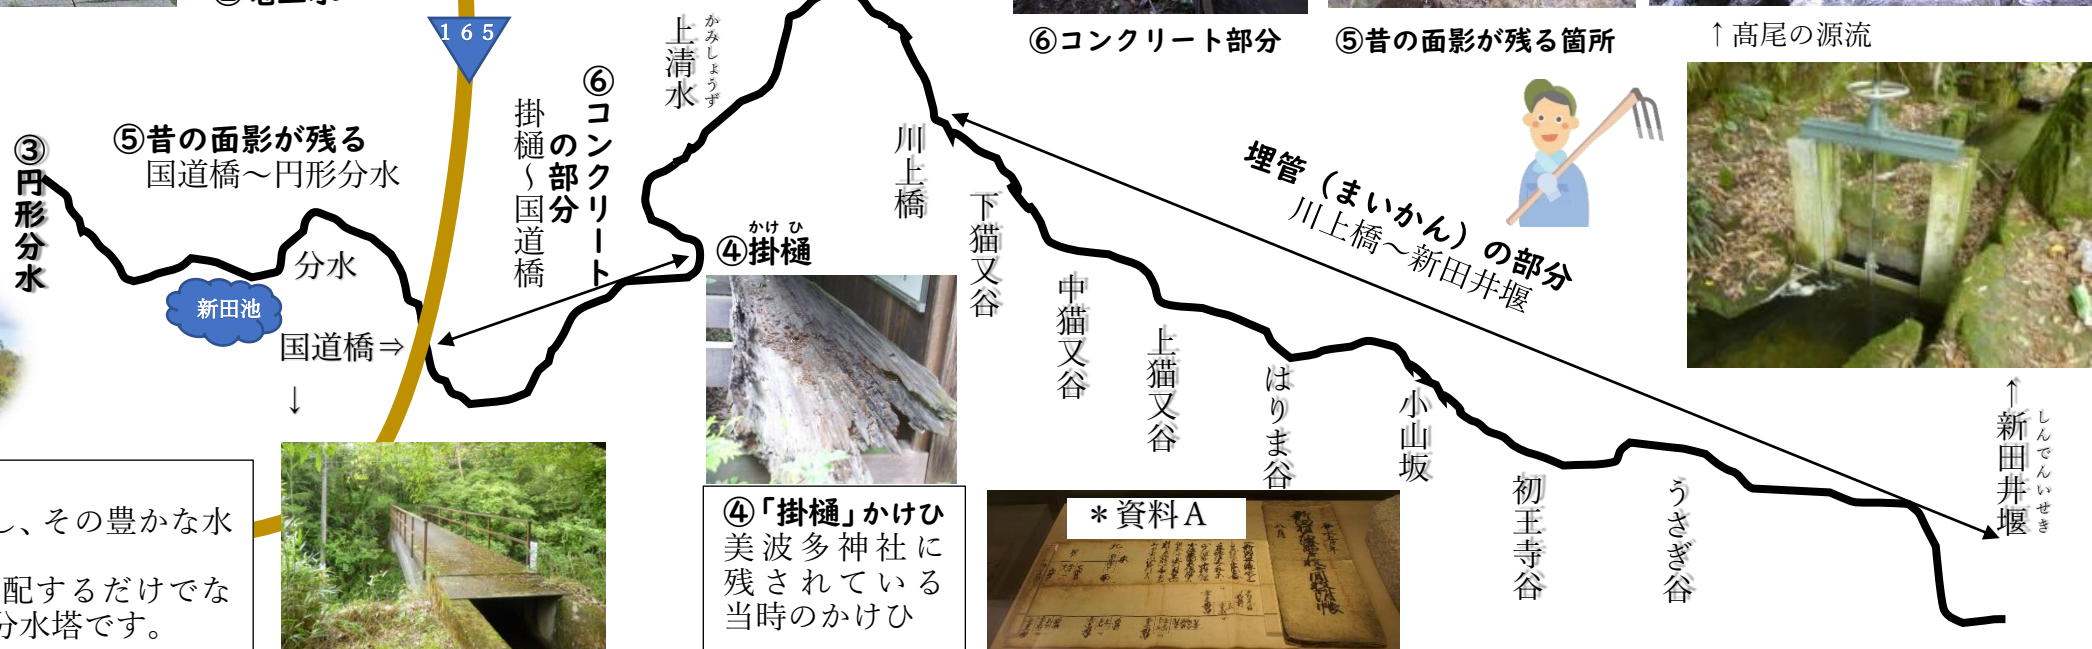 165
上清水
かみしょうず
⑥コンクリート部分
⑤昔の面影が残る箇所
↑髙尾の源流
③円形分水
⑤昔の面影が残る
国道橋～円形分水
⑥コンクリート
の部分
掛樋～国道橋
分水
新田池
国道橋⇒
↓
かけ ひ
④掛樋
川上橋
下猫又谷
中猫又谷
上猫又谷
はりま谷
小山坂
初王寺谷
うさぎ谷
埋管（まいかん）の部分
川上橋～新田井堰
↑新田井堰
しんでんいせき
し、その豊かな水
配するだけでな
分水塔です。
④「掛樋」かけひ
美波多神社に
残されている
当時のかけひ
＊資料A